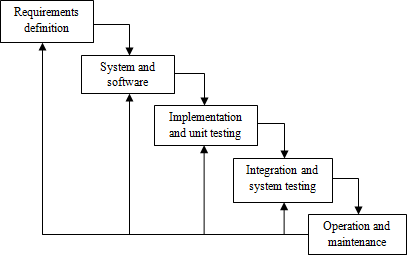 Requirements
definition
System and
software
Implementation
and unit testing
Integration and
system testing
Operation and
maintenance